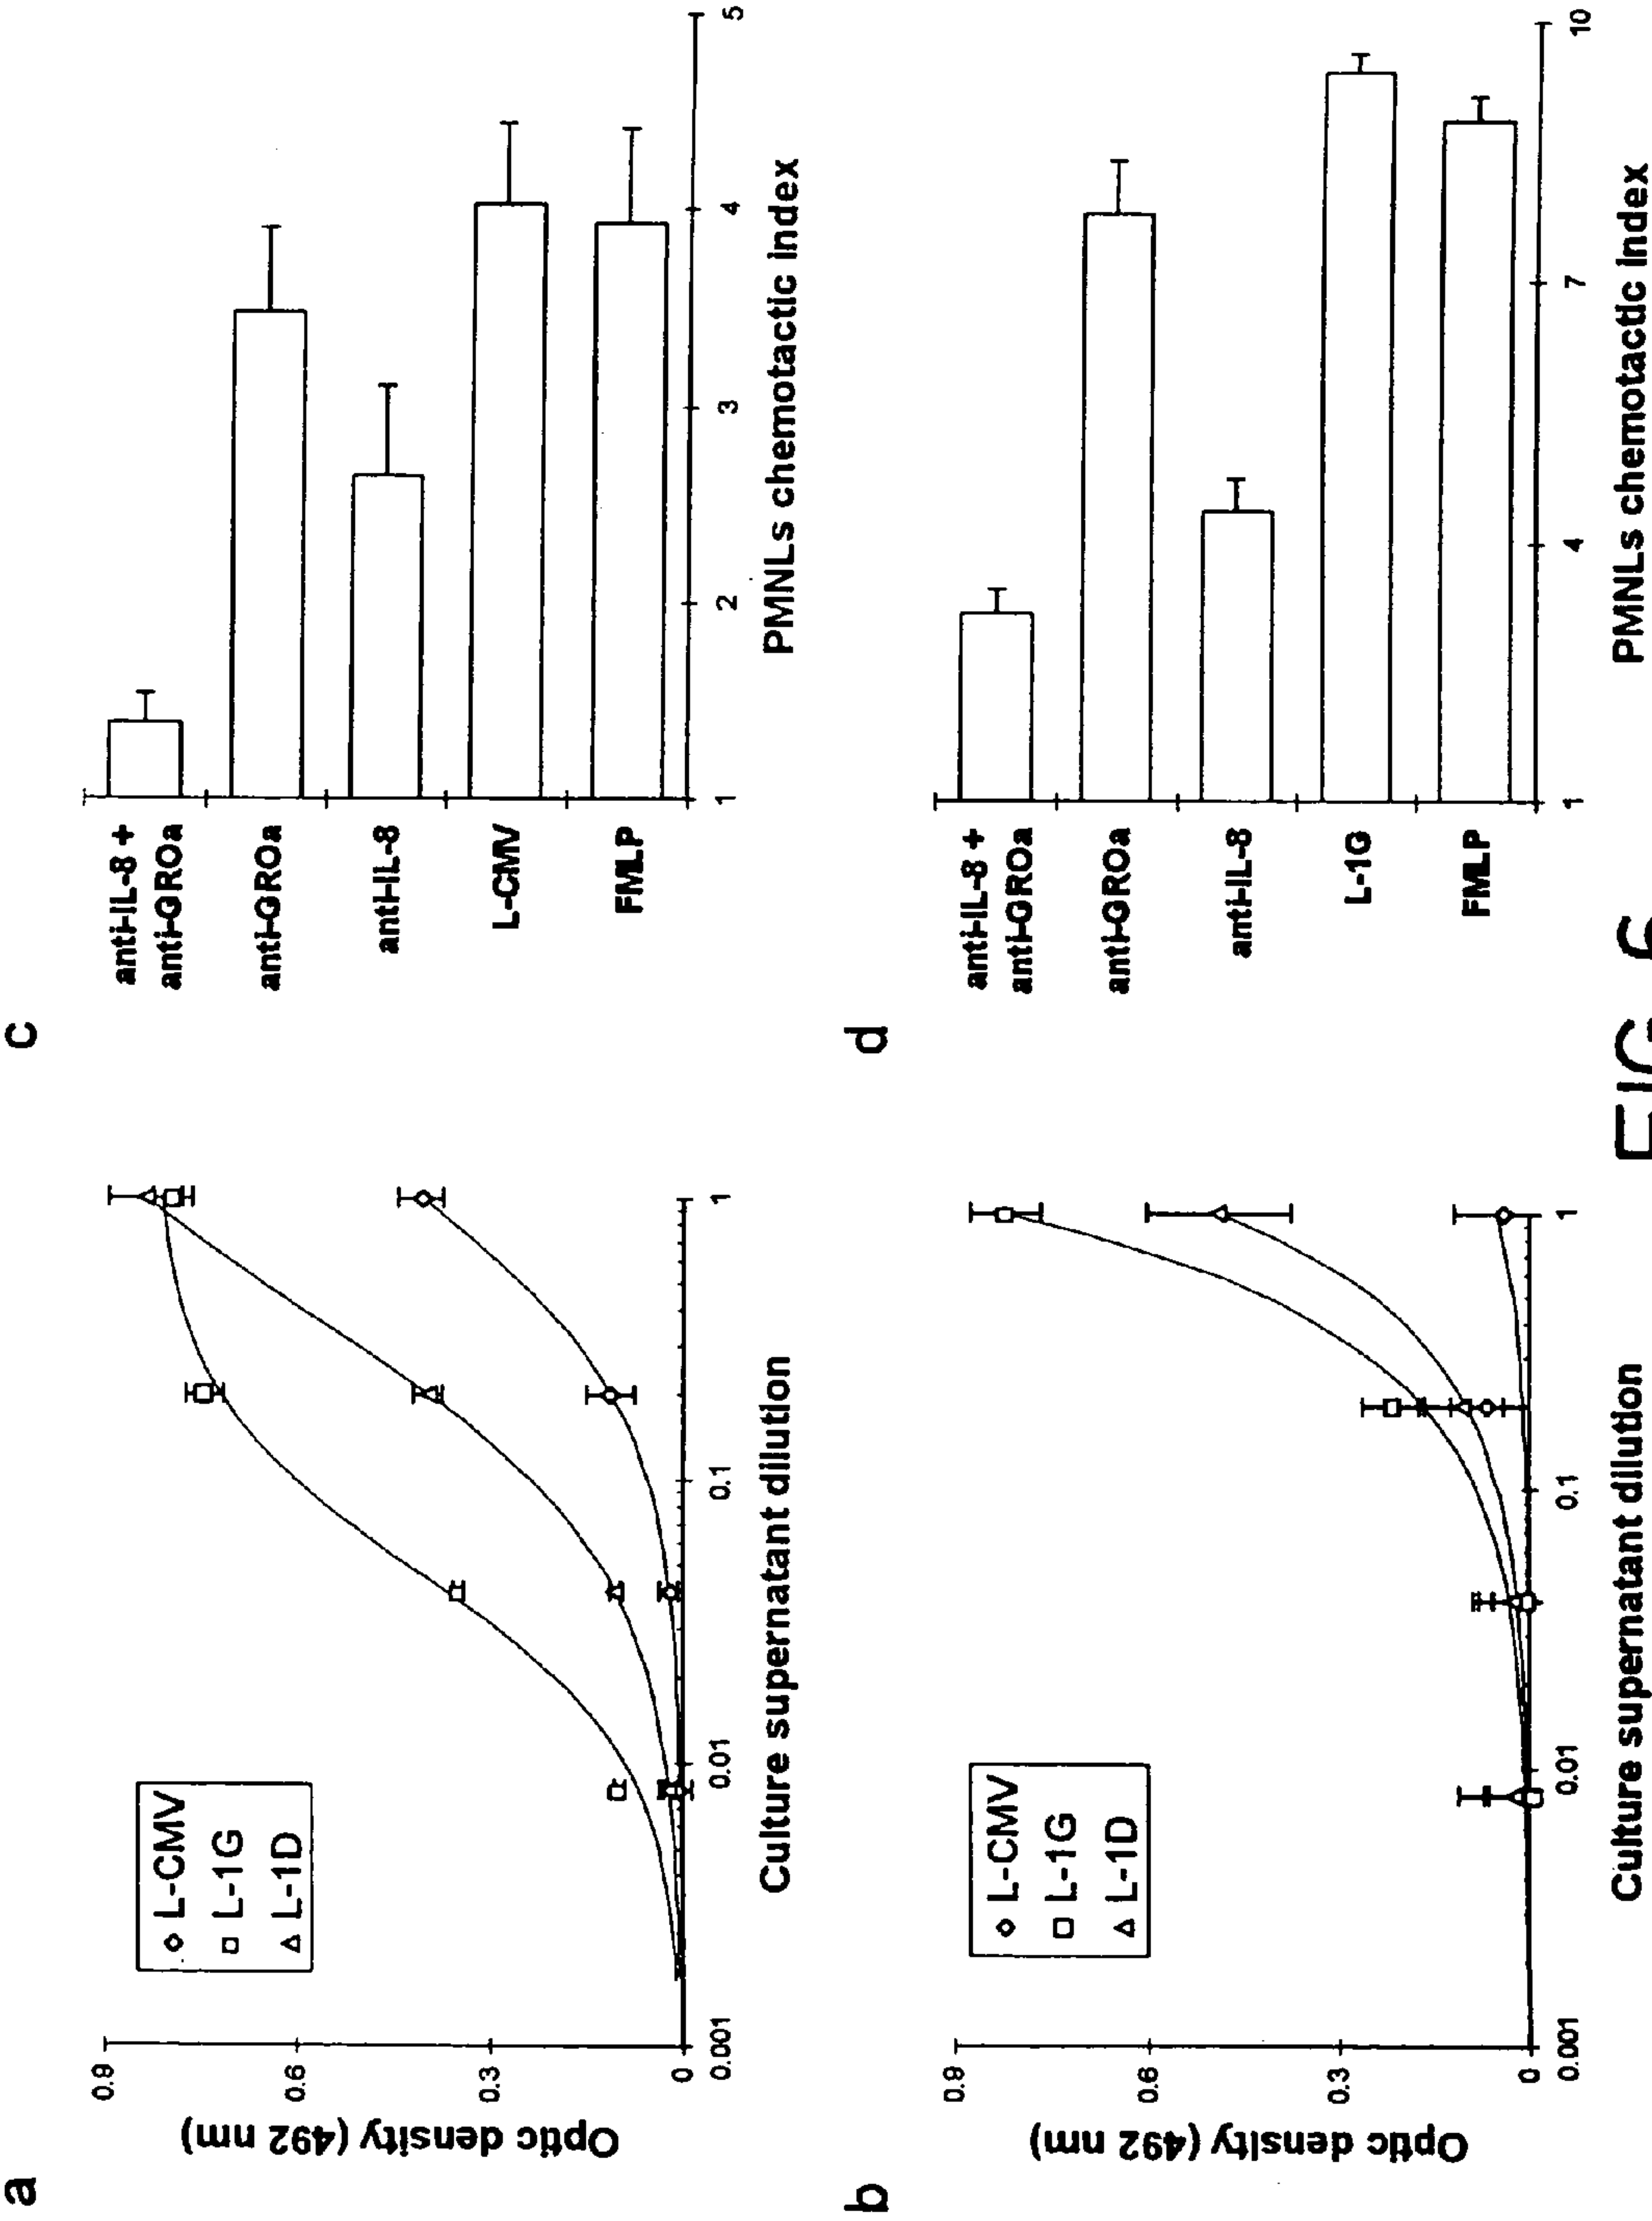 a
Optic density (492 nm)
0.9
0.6
0.3
0
0.001
0.01
0.1
1
L-CMV
L-1G
L-1D
Culture supernatant dilution
b
Optic density (492 nm)
0.9
0.6
0.3
0
0.001
0.01
0.1
1
L-CMV
L-1G
L-1D
Culture supernatant dilution
c
anti-IL-8 +
anti-GROa
anti-GROa
anti-IL-8
L-CMV
FMLP
1
2
3
4
5
PMNLs chemotactic index
d
anti-IL-8 +
anti-GROa
anti-GROa
anti-IL-8
L-1G
FMLP
1
4
7
10
PMNLs chemotactic index
FIG. 6